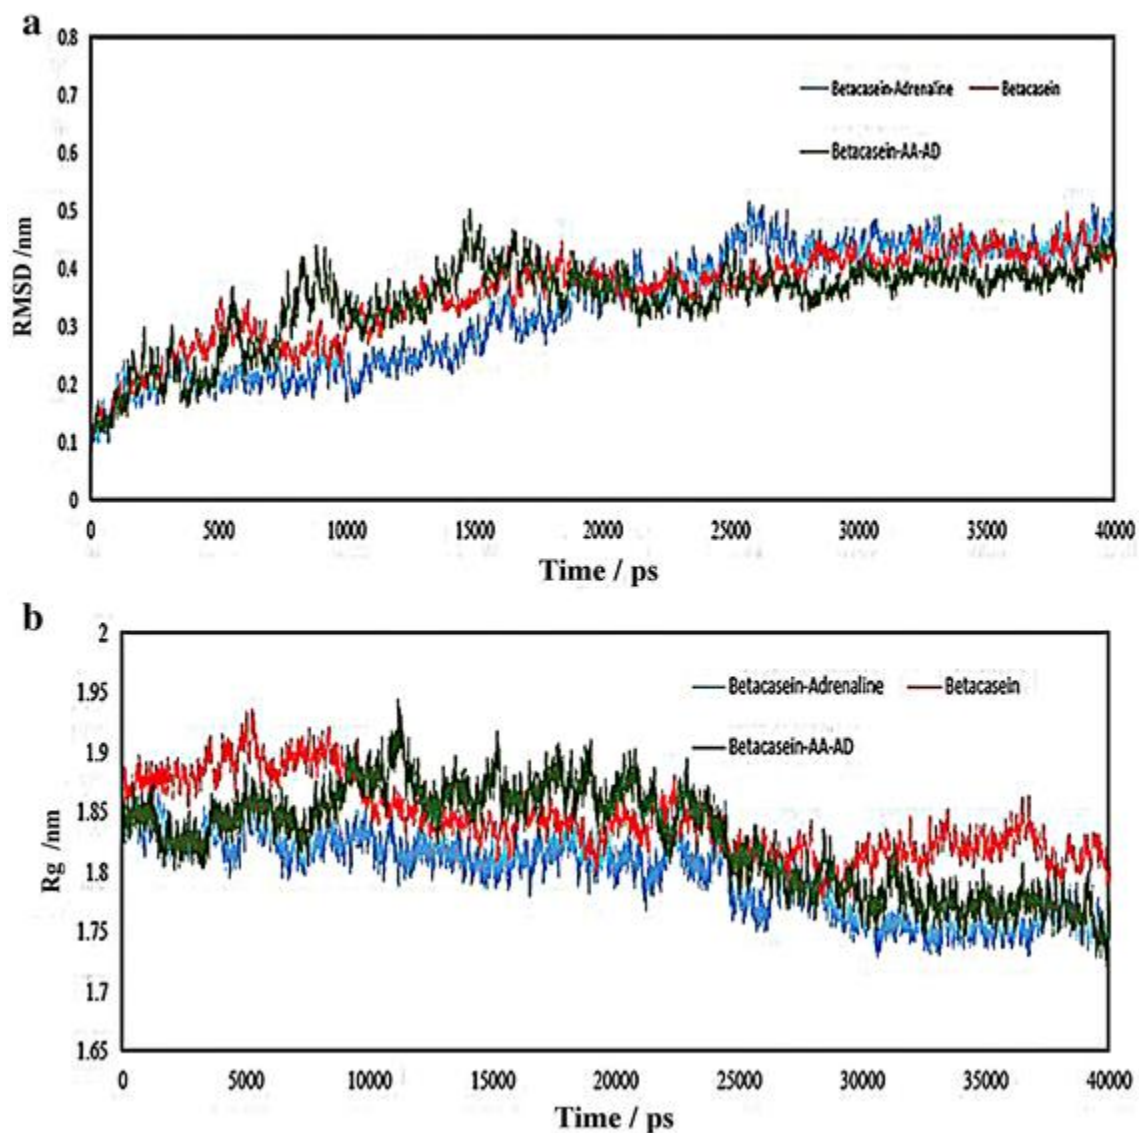 a
0.8
0.7
0.6
0.5
0.4
0.3
0.2
0.1
0
RMSD /nm
Betacasein-Adrenaline Betacasein
Betacasein-AA-AD
0 5000 10000 15000 20000 25000 30000 35000 40000
Time / ps
b
2
1.95
1.9
1.85
1.8
1.75
1.7
1.65
Rg /nm
Betacasein-Adrenaline Betacasein
Betacasein-AA-AD
0 5000 10000 15000 20000 25000 30000 35000 40000
Time / ps